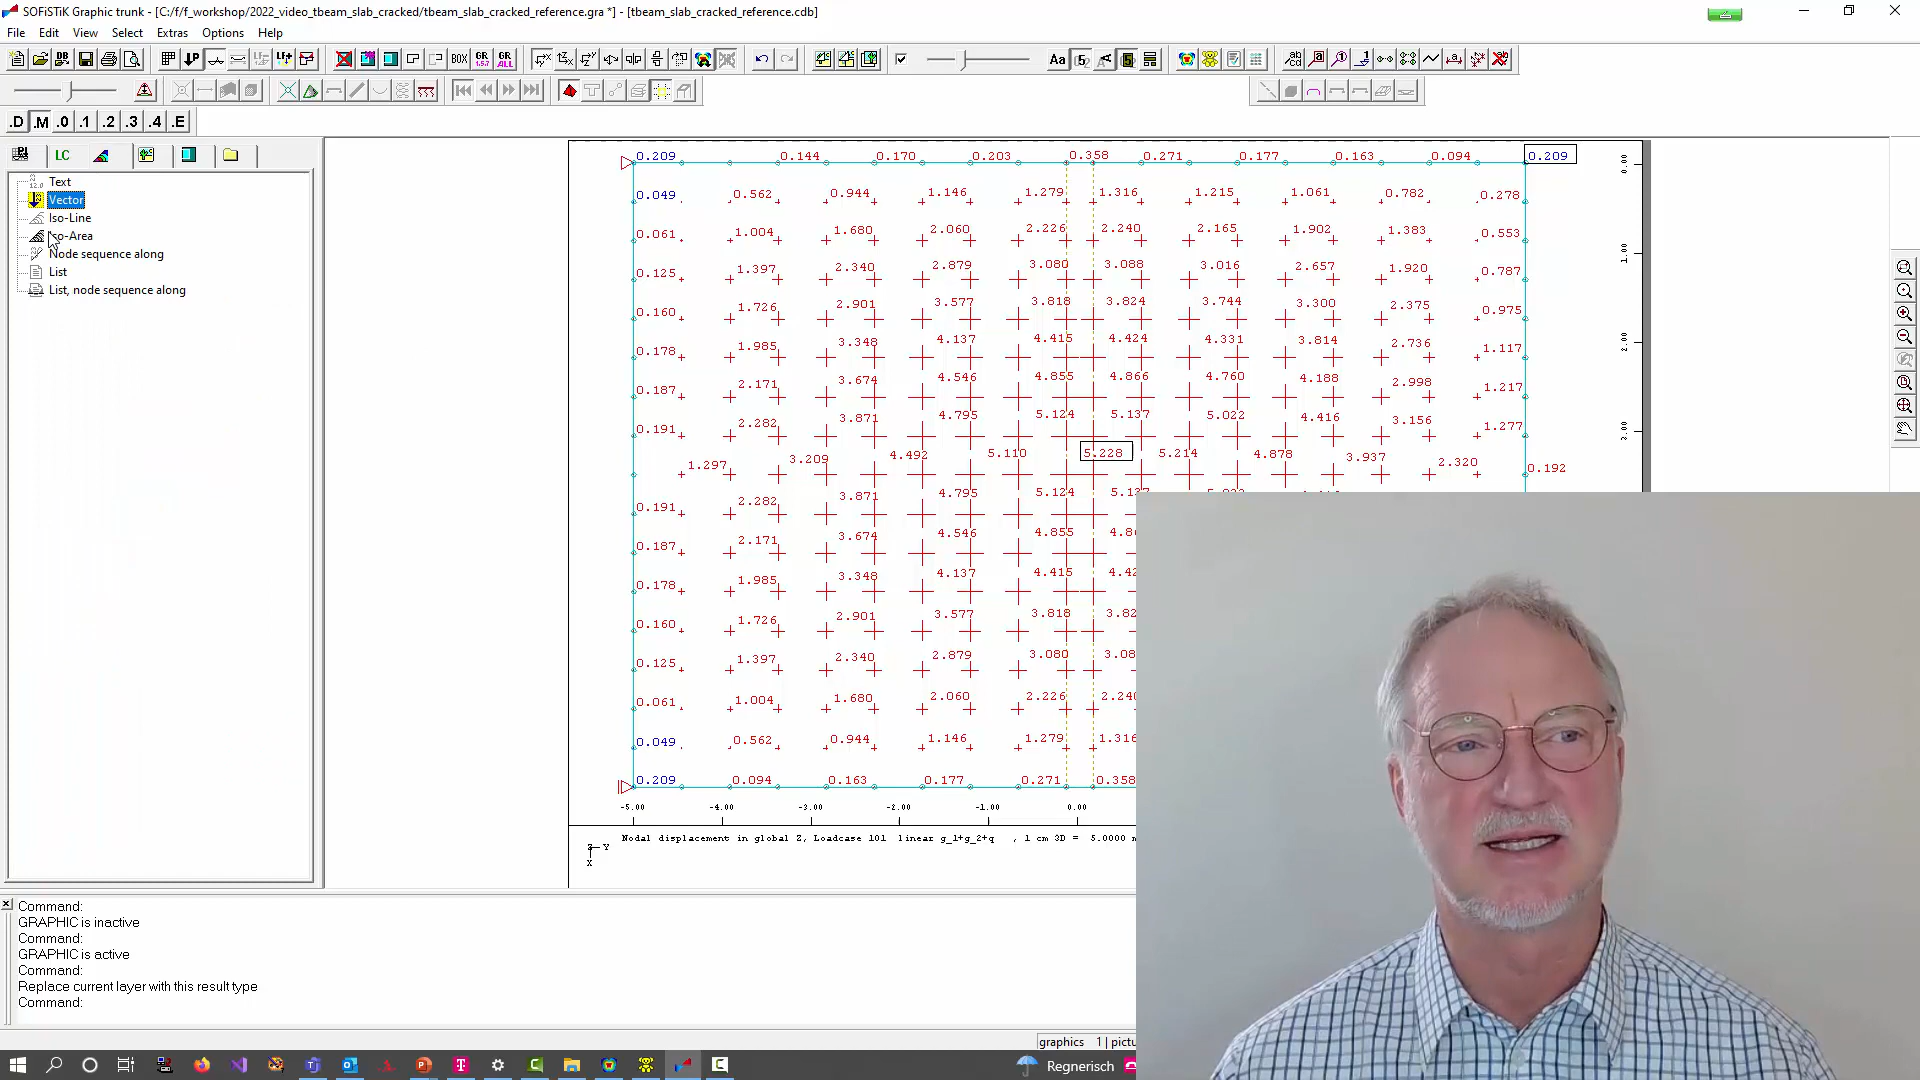 SOFiSTiK Graphic trunk - [C:/f/f_workshop/2022_video_tbeam_slab_cracked/tbeam_slab_cracked_reference.gra *] - [tbeam_slab_cracked_reference.cdb]
File Edit View Select Extras Options Help
BOX GR 1.5.7 GR ALL
.D .M .0 .1 .2 .3 .4 .E
LC
Text
Vector
Iso-Line
Iso-Area
Node sequence along
List
List, node sequence along
0.209 0.144 0.170 0.203 0.358 0.271 0.177 0.163 0.094 0.209
0.049 0.562 0.944 1.146 1.279 1.316 1.215 1.061 0.782 0.278
0.061 1.004 1.680 2.060 2.226 2.240 2.165 1.902 1.383 0.553
0.125 1.397 2.340 2.879 3.080 3.088 3.016 2.657 1.920 0.787
0.160 1.726 2.901 3.577 3.818 3.824 3.744 3.300 2.375 0.975
0.178 1.985 3.348 4.137 4.415 4.424 4.331 3.814 2.736 1.117
0.187 2.171 3.674 4.546 4.855 4.866 4.760 4.188 2.998 1.217
0.191 2.282 3.871 4.795 5.124 5.137 5.022 4.416 3.156 1.277
1.297 3.209 4.492 5.110 5.228 5.214 4.878 3.937 2.320 0.192
0.191 2.282 3.871 4.795 5.124
0.187 2.171 3.674 4.546 4.855
0.178 1.985 3.348 4.137 4.415
0.160 1.726 2.901 3.577 3.818
0.125 1.397 2.340 2.879 3.080
0.061 1.004 1.680 2.060 2.226 2.240
0.049 0.562 0.944 1.146 1.279 1.316
0.209 0.094 0.163 0.177 0.271 0.358
-5.00 -4.00 -3.00 -2.00 -1.00 0.00
0.00
1.00
2.00
3.00
Nodal displacement in global Z, Loadcase 101 linear g_1+g_2+q , 1 cm 3D = 5.0000
Y
X
Command:
GRAPHIC is inactive
Command:
GRAPHIC is active
Command:
Replace current layer with this result type
Command:
graphics 1
Regnerisch